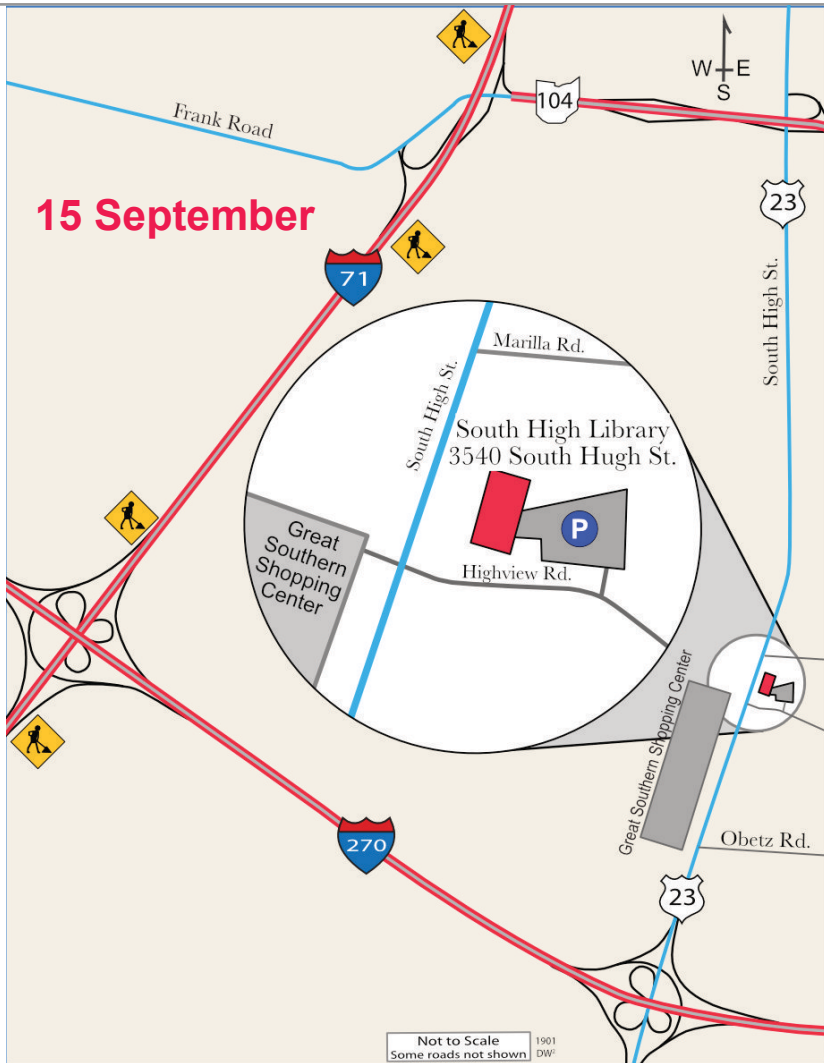 W E
S
104
Frank Road
15 September
23
71
South High St.
Marilla Rd.
South High St.
South High Library
3540 South Hugh St.
P
Great
Southern
Shopping
Center
Highview Rd.
Great Southern Shopping Center
Obetz Rd.
270
23
Not to Scale
Some roads not shown
1901
DW²